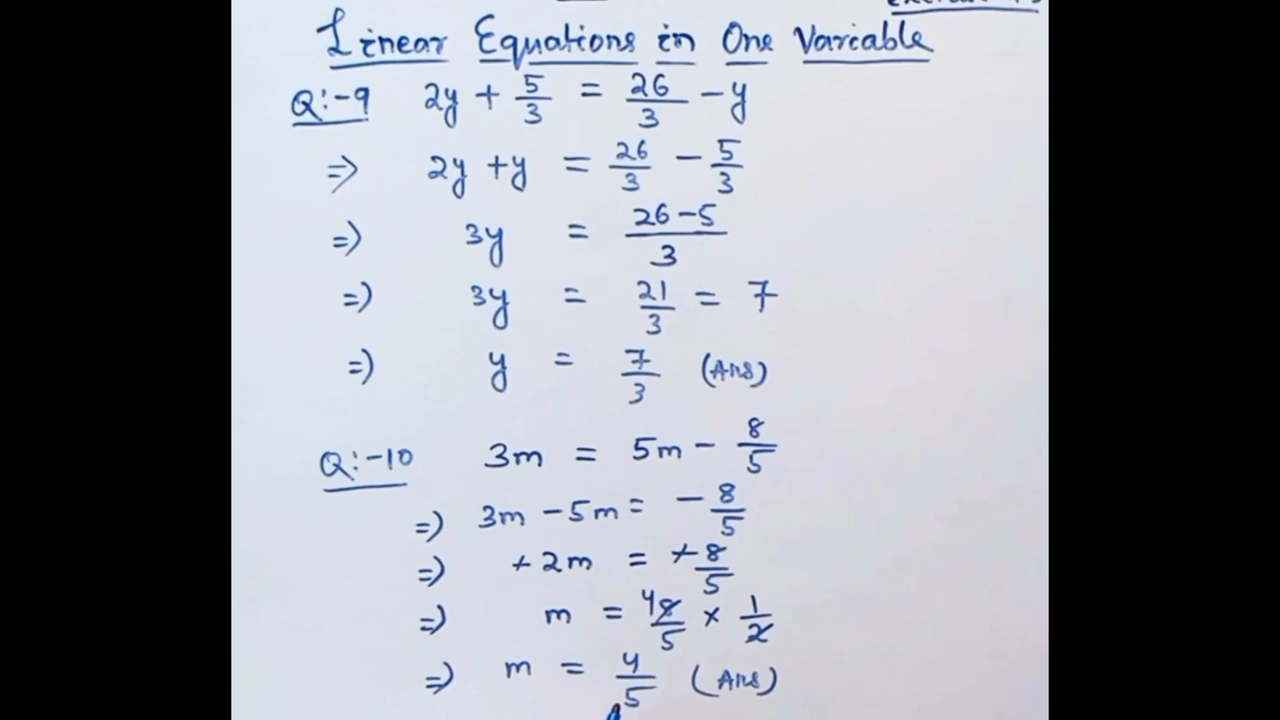 Linear Equations in One Variable
Q:-9 2y + 5/3 = 26/3 - y
=> 2y + y = 26/3 - 5/3
=> 3y = 26-5/3
=> 3y = 21/3 = 7
=> y = 7/3 (Ans)
Q:-10 3m = 5m - 8/5
=> 3m - 5m = - 8/5
=> + 2m = + 8/5
=> m = 4 8/5 × 1/2
=> m = 4/5 (Ans)